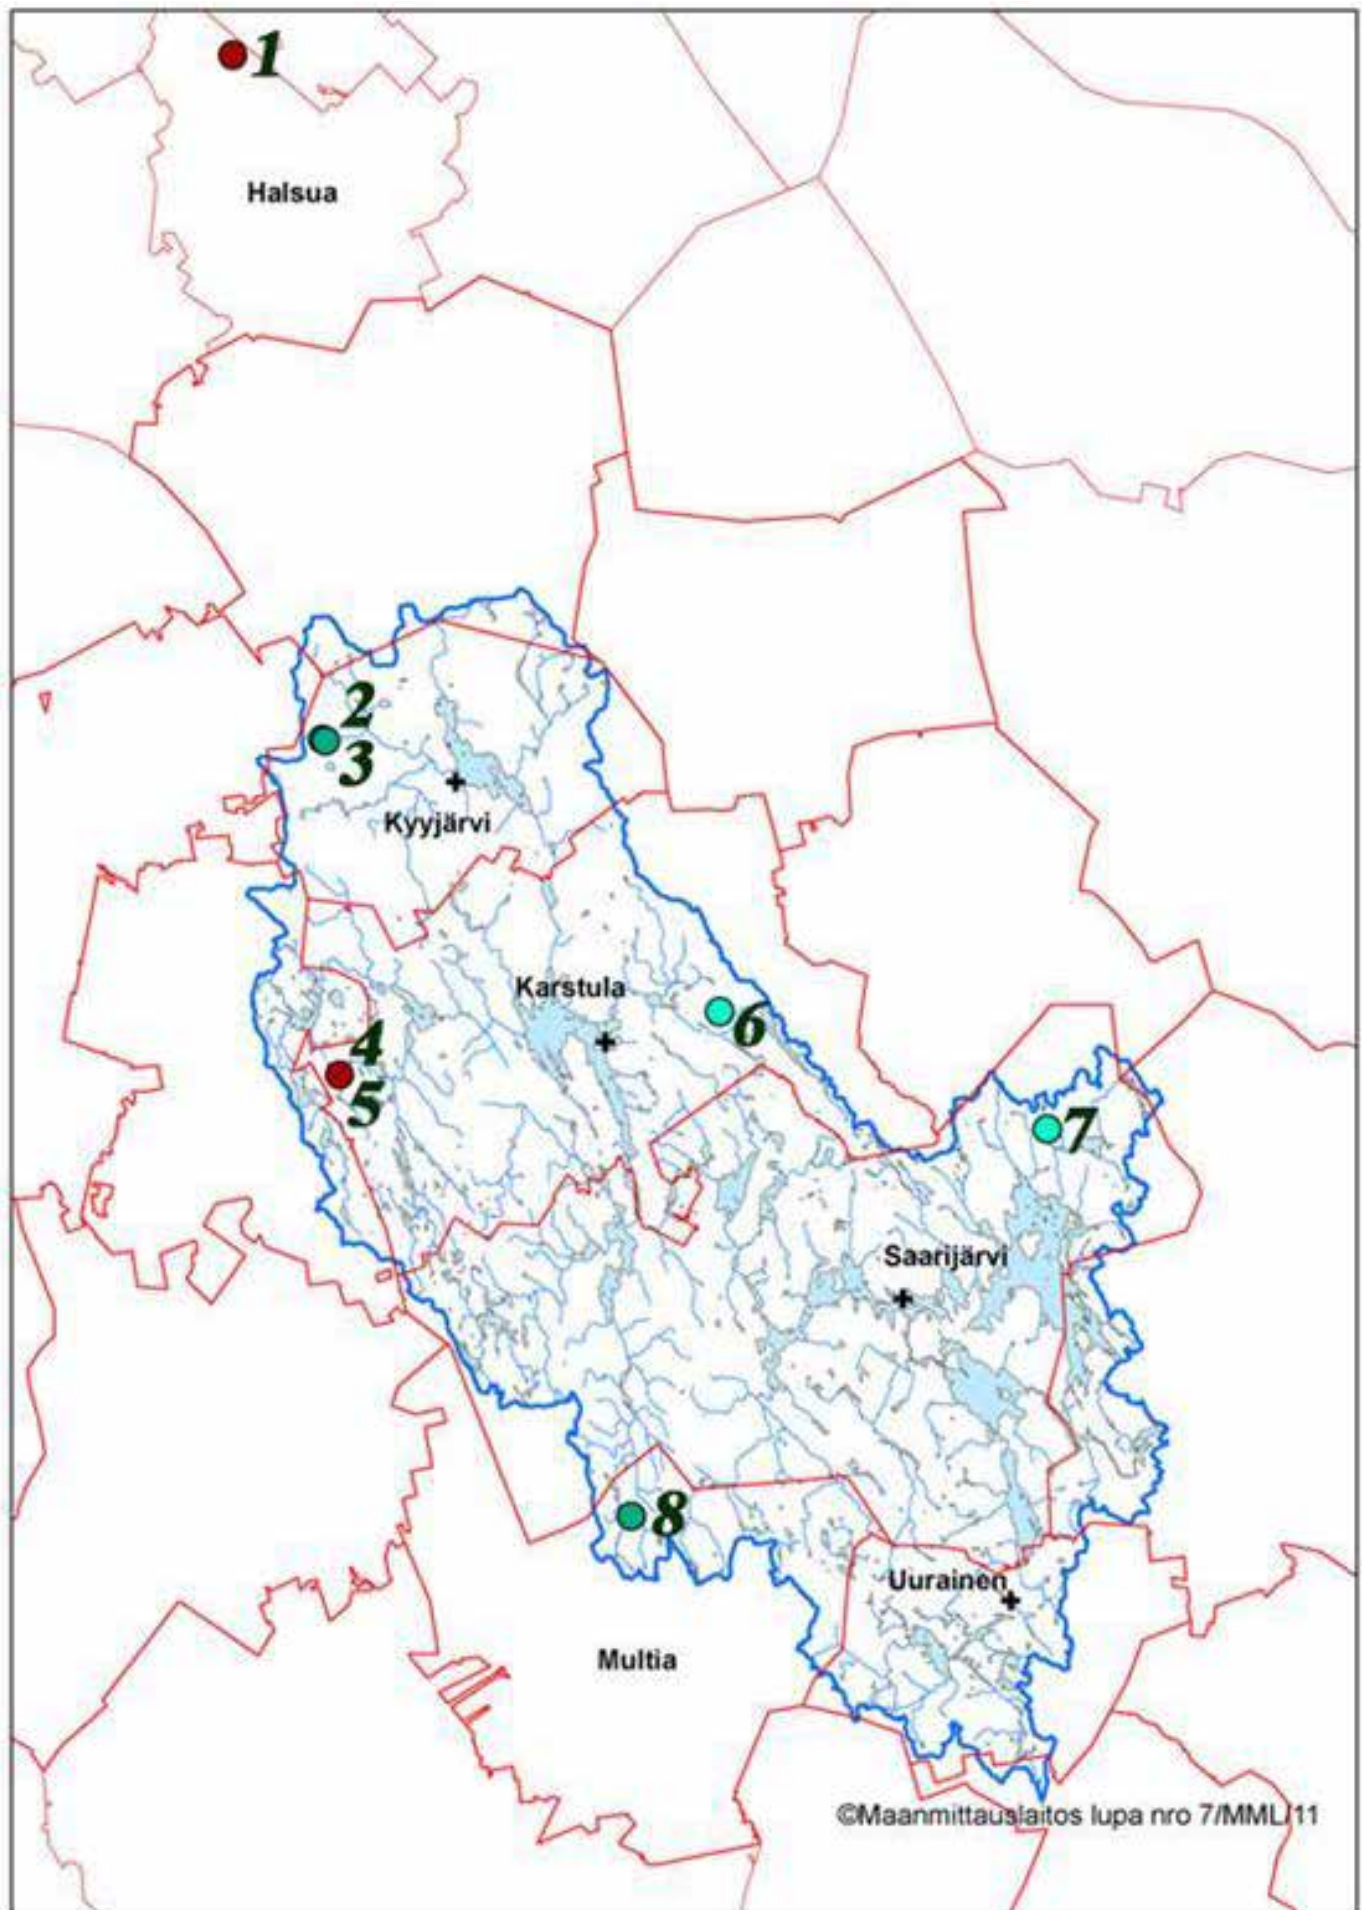 1
Halsua
2
3
Kyyjärvi
Karstula
6
4
5
7
Saarijärvi
8
Uurainen
Multia
©Maanmittauslaitos lupa nro 7/MML/11